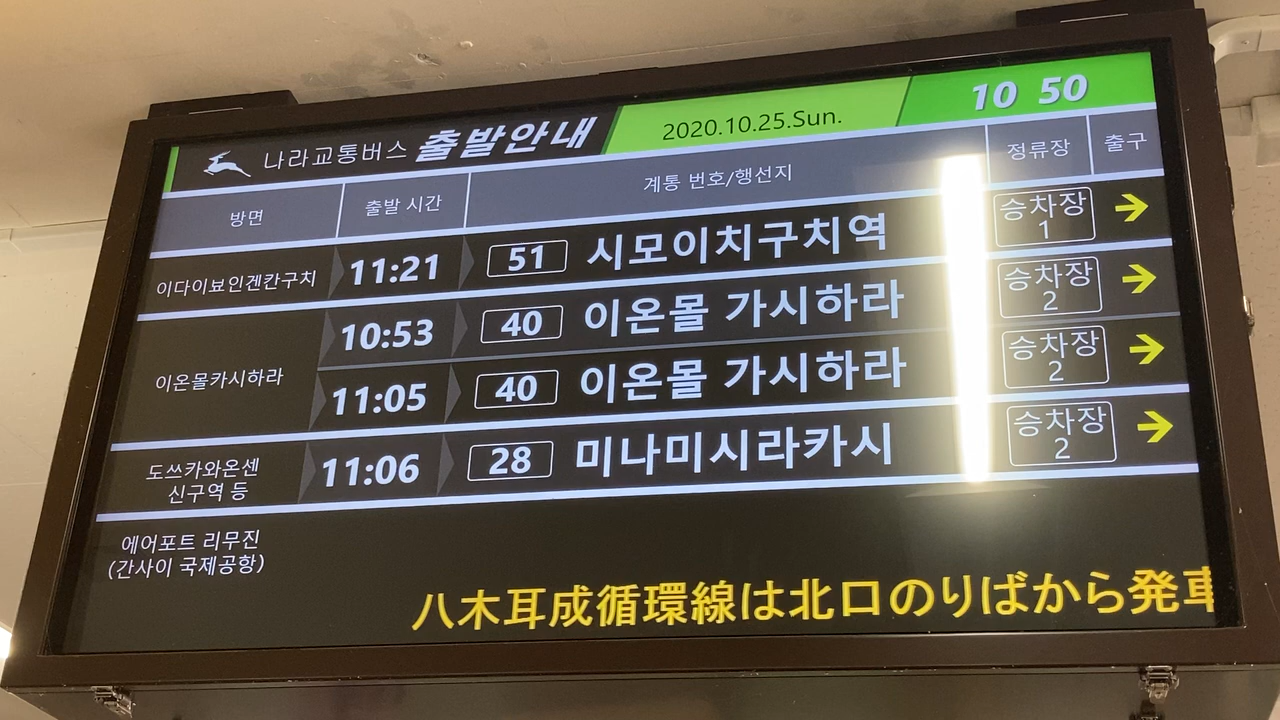 나라교통버스 출발안내 2020.10.25.Sun. 10 50
방면 출발 시간 계통 번호/행선지 정류장 출구
이다이뵤인겐칸구치 11:21 51 시모이치구치역 승차장 1 →
이온몰카시하라 10:53 40 이온몰 가시하라 승차장 2 →
11:05 40 이온몰 가시하라 승차장 2 →
도쓰카와온센 신구역 등 11:06 28 미나미시라카시 승차장 2 →
에어포트 리무진
(간사이 국제공항)
八木耳成循環線は北口のりばから発車